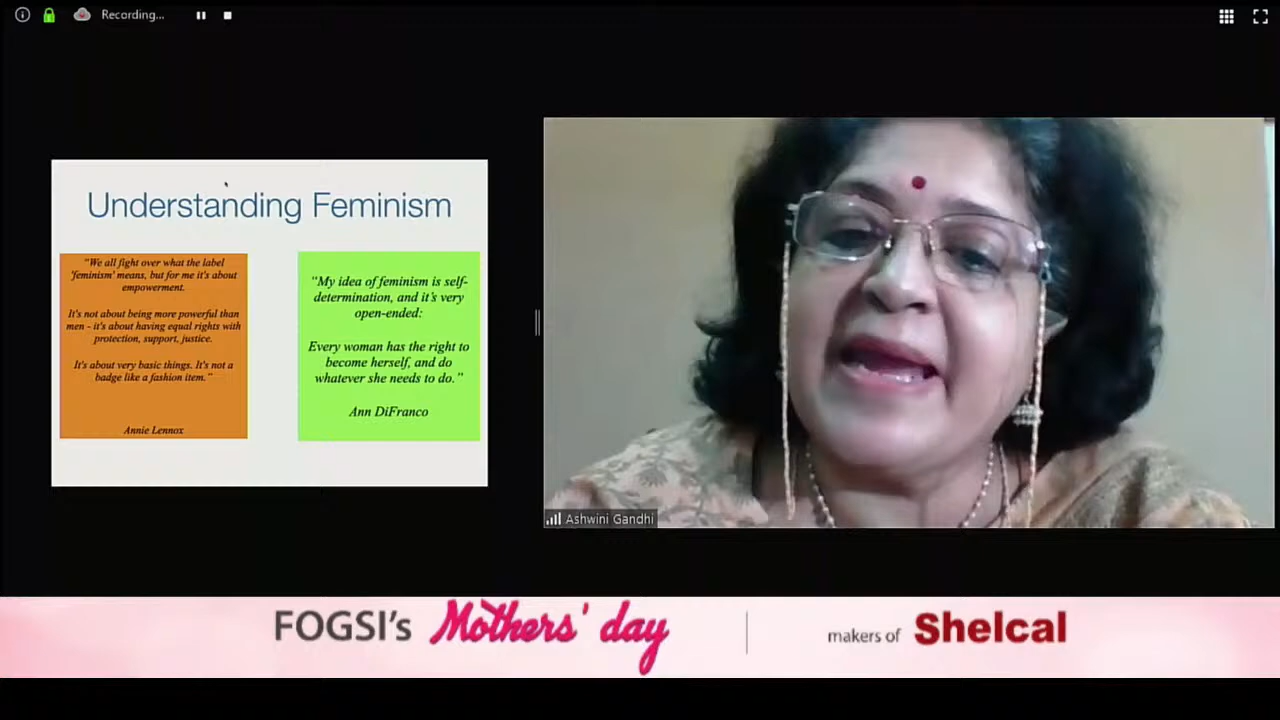 Recording...
Understanding Feminism
“We all fight over what the label
'feminism' means, but for me it's about
empowerment.
It's not about being more powerful than
men - it's about having equal rights with
protection, support, justice.
It's about very basic things. It's not a
badge like a fashion item.”
Annie Lennox
“My idea of feminism is self-
determination, and it's very
open-ended:
Every woman has the right to
become herself, and do
whatever she needs to do.”
Ann DiFranco
Ashwini Gandhi
FOGSI's Mothers' day
makers of Shelcal